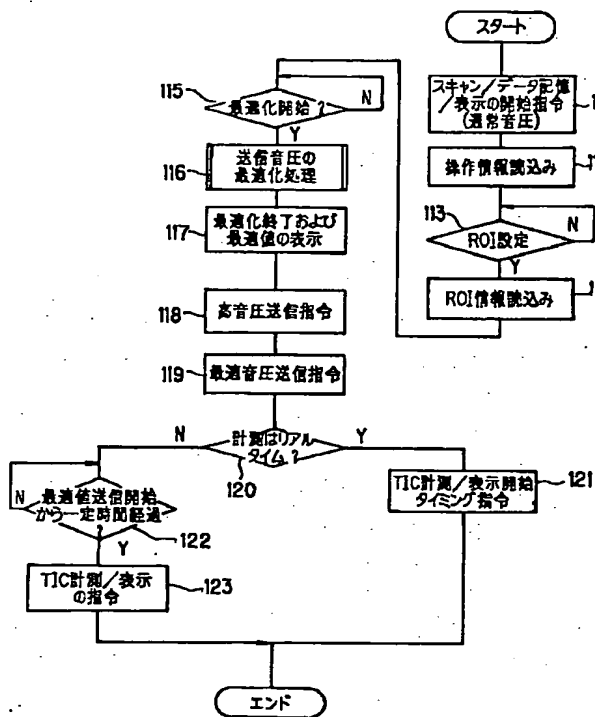 スタート
スキャン／データ記憶
／表示の開始指令
(通常音圧)
1
操作情報読込み
1
113
ROI設定
N
Y
ROI情報読込み
1
115
最適化開始？
N
Y
116
送信音圧の
最適化処理
117
最適化終了および
最適値の表示
118
高音圧送信指令
119
最適音圧送信指令
N
計測はリアル
タイム？
Y
120
TIC計測／表示開始
タイミング指令
121
N
最適値送信開始
から一定時間経過
122
Y
TIC計測／表示
の指令
123
エンド